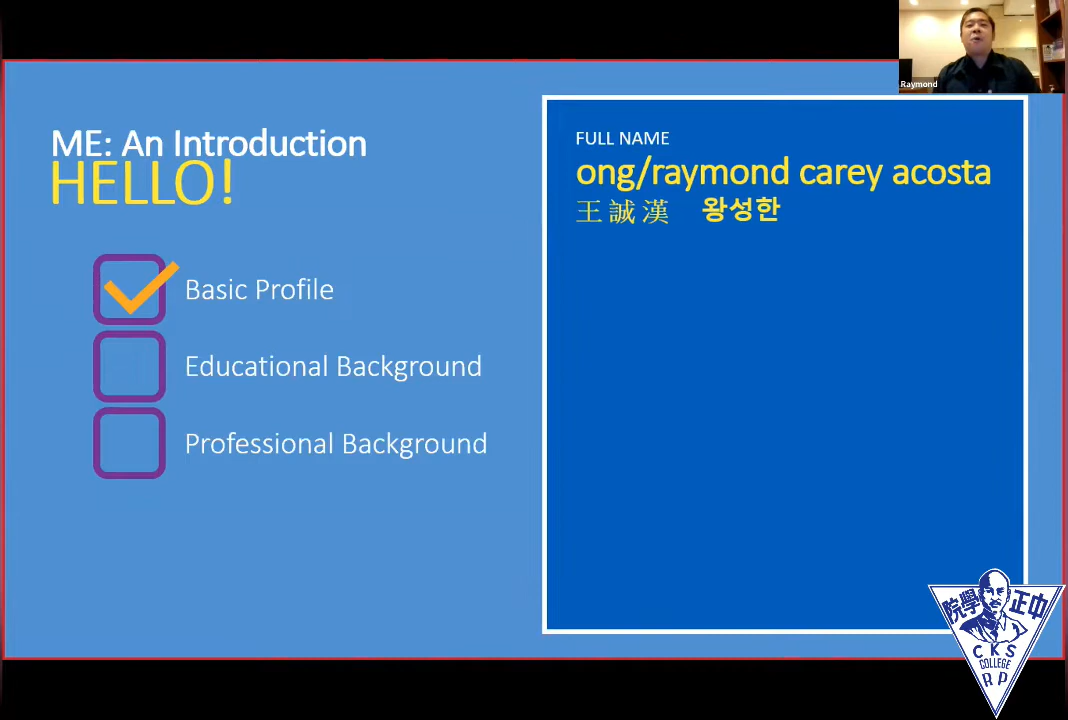 Raymond
ME: An Introduction
HELLO!
Basic Profile
Educational Background
Professional Background
FULL NAME
ong/raymond carey acosta
王誠漢 왕성한
院學 正中
CKS
COLLEGE
RP